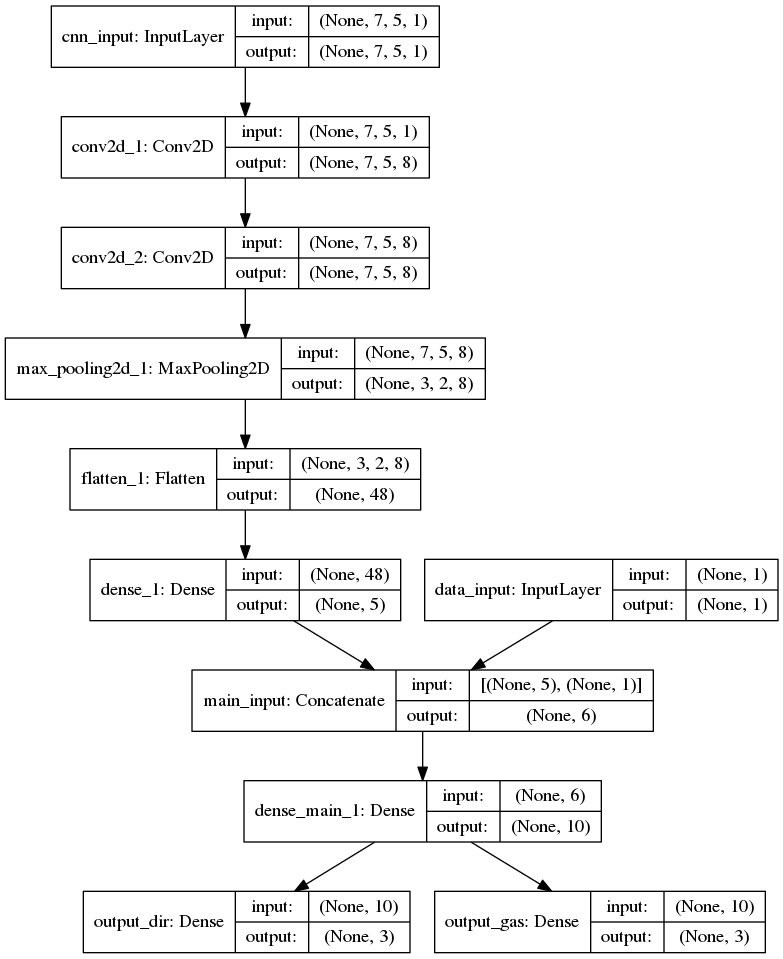 cnn_input: InputLayer
input: (None, 7, 5, 1)
output: (None, 7, 5, 1)
conv2d_1: Conv2D
input: (None, 7, 5, 1)
output: (None, 7, 5, 8)
conv2d_2: Conv2D
input: (None, 7, 5, 8)
output: (None, 7, 5, 8)
max_pooling2d_1: MaxPooling2D
input: (None, 7, 5, 8)
output: (None, 3, 2, 8)
flatten_1: Flatten
input: (None, 3, 2, 8)
output: (None, 48)
dense_1: Dense
input: (None, 48)
output: (None, 5)
data_input: InputLayer
input: (None, 1)
output: (None, 1)
main_input: Concatenate
input: [(None, 5), (None, 1)]
output: (None, 6)
dense_main_1: Dense
input: (None, 6)
output: (None, 10)
output_dir: Dense
input: (None, 10)
output: (None, 3)
output_gas: Dense
input: (None, 10)
output: (None, 3)